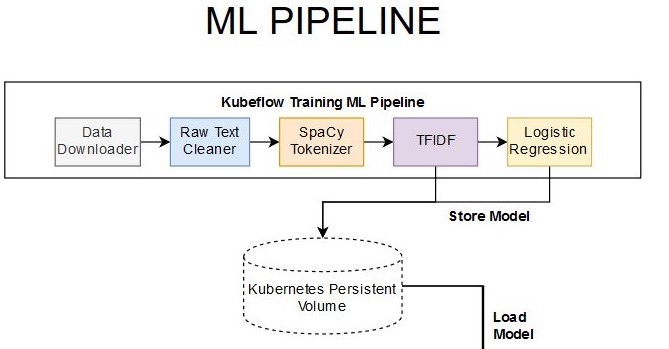 ML PIPELINE
Kubeflow Training ML Pipeline
Data
Downloader
Raw Text
Cleaner
SpaCy
Tokenizer
TFIDF
Logistic
Regression
Store Model
Kubernetes Persistent
Volume
Load
Model